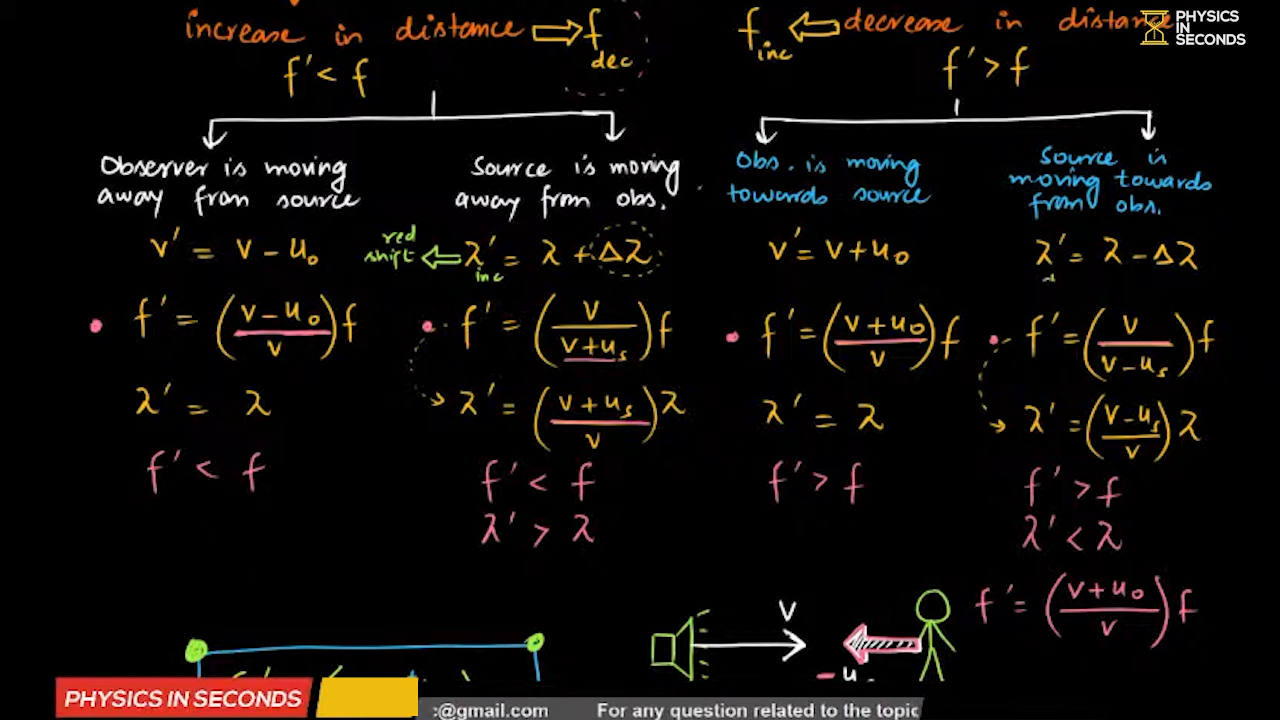 PHYSICS
IN
SECONDS
increase in distance ⇒ f dec
f' < f
Observer is moving
away from source
v' = v - u₀
f' = (v - u₀ / v) f
λ' = λ
f' < f
Source is moving
away from obs.
red
shift ⇐ λ' inc = λ + Δλ
f' = (v / v + uₛ) f
λ' = (v + uₛ / v) λ
f' < f
λ' > λ
f inc ⇐ decrease in distance
f' > f
Obs. is moving
towards source
v' = v + u₀
f' = (v + u₀ / v) f
λ' = λ
f' > f
Source is
moving towards
from obs.
λ' = λ - Δλ
f' = (v / v - uₛ) f
λ' = (v - uₛ / v) λ
f' > f
λ' < λ
f' = (v + u₀ / v) f
v
-u
PHYSICS IN SECONDS
c@gmail.com For any question related to the topic